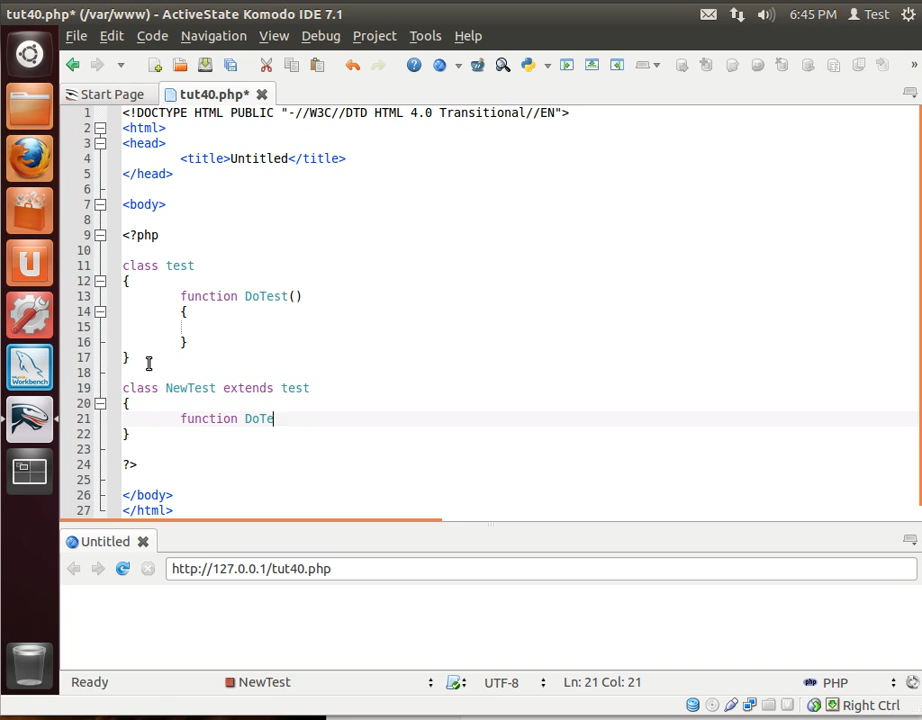 tut40.php* (/var/www) - ActiveState Komodo IDE 7.1
6:45 PM Test
File Edit Code Navigation View Debug Project Tools Help
Start Page tut40.php*
1 <!DOCTYPE HTML PUBLIC "-//W3C//DTD HTML 4.0 Transitional//EN">
2 <html>
3 <head>
4 <title>Untitled</title>
5 </head>
6
7 <body>
8
9 <?php
10
11 class test
12 {
13 function DoTest()
14 {
15
16 }
17 }
18
19 class NewTest extends test
20 {
21 function DoTe
22 }
23
24 ?>
25
26 </body>
27 </html>
MySQL
Workbench
Untitled
http://127.0.0.1/tut40.php
Ready NewTest UTF-8 Ln: 21 Col: 21 php PHP
Right Ctrl